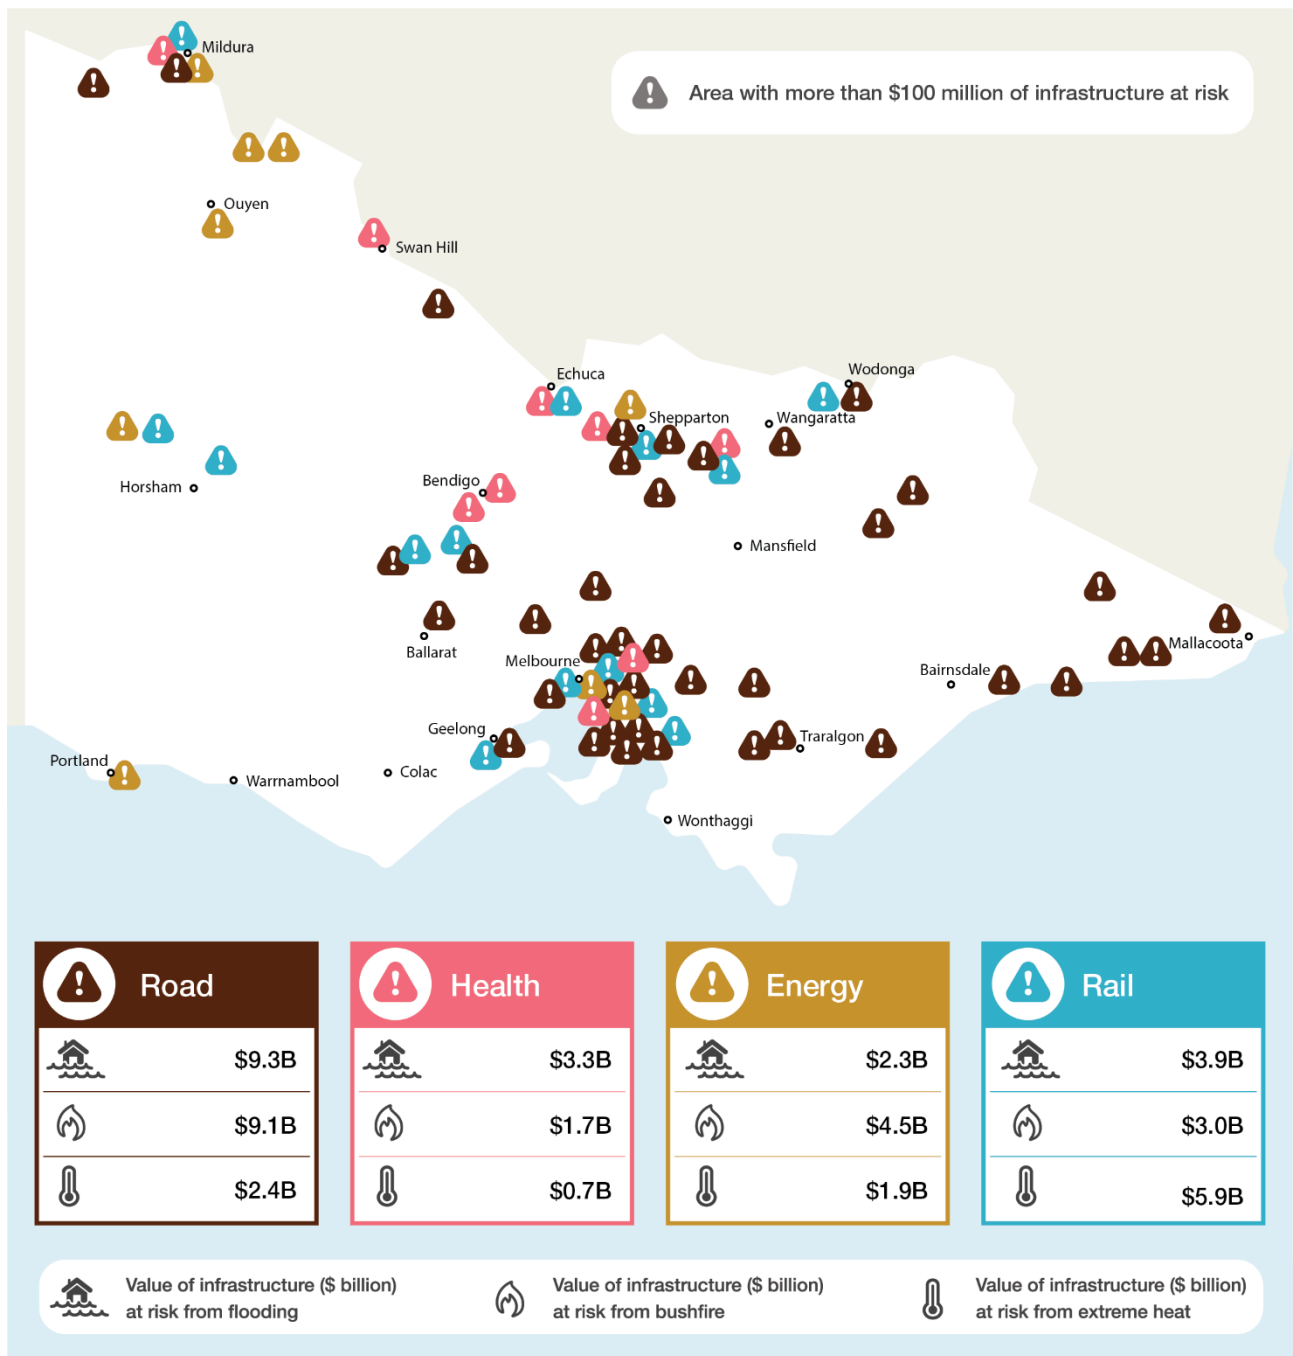 Mildura
Area with more than $100 million of infrastructure at risk
Ouyen
Swan Hill
Echuca
Wodonga
Shepparton
Wangaratta
Bendigo
Horsham
Mansfield
Ballarat
Melbourne
Mallacoota
Bairnsdale
Geelong
Traralgon
Portland
Colac
Warrnambool
Wonthaggi
Road
$9.3B
$9.1B
$2.4B
Health
$3.3B
$1.7B
$0.7B
Energy
$2.3B
$4.5B
$1.9B
Rail
$3.9B
$3.0B
$5.9B
Value of infrastructure ($ billion)
at risk from flooding
Value of infrastructure ($ billion)
at risk from bushfire
Value of infrastructure ($ billion)
at risk from extreme heat